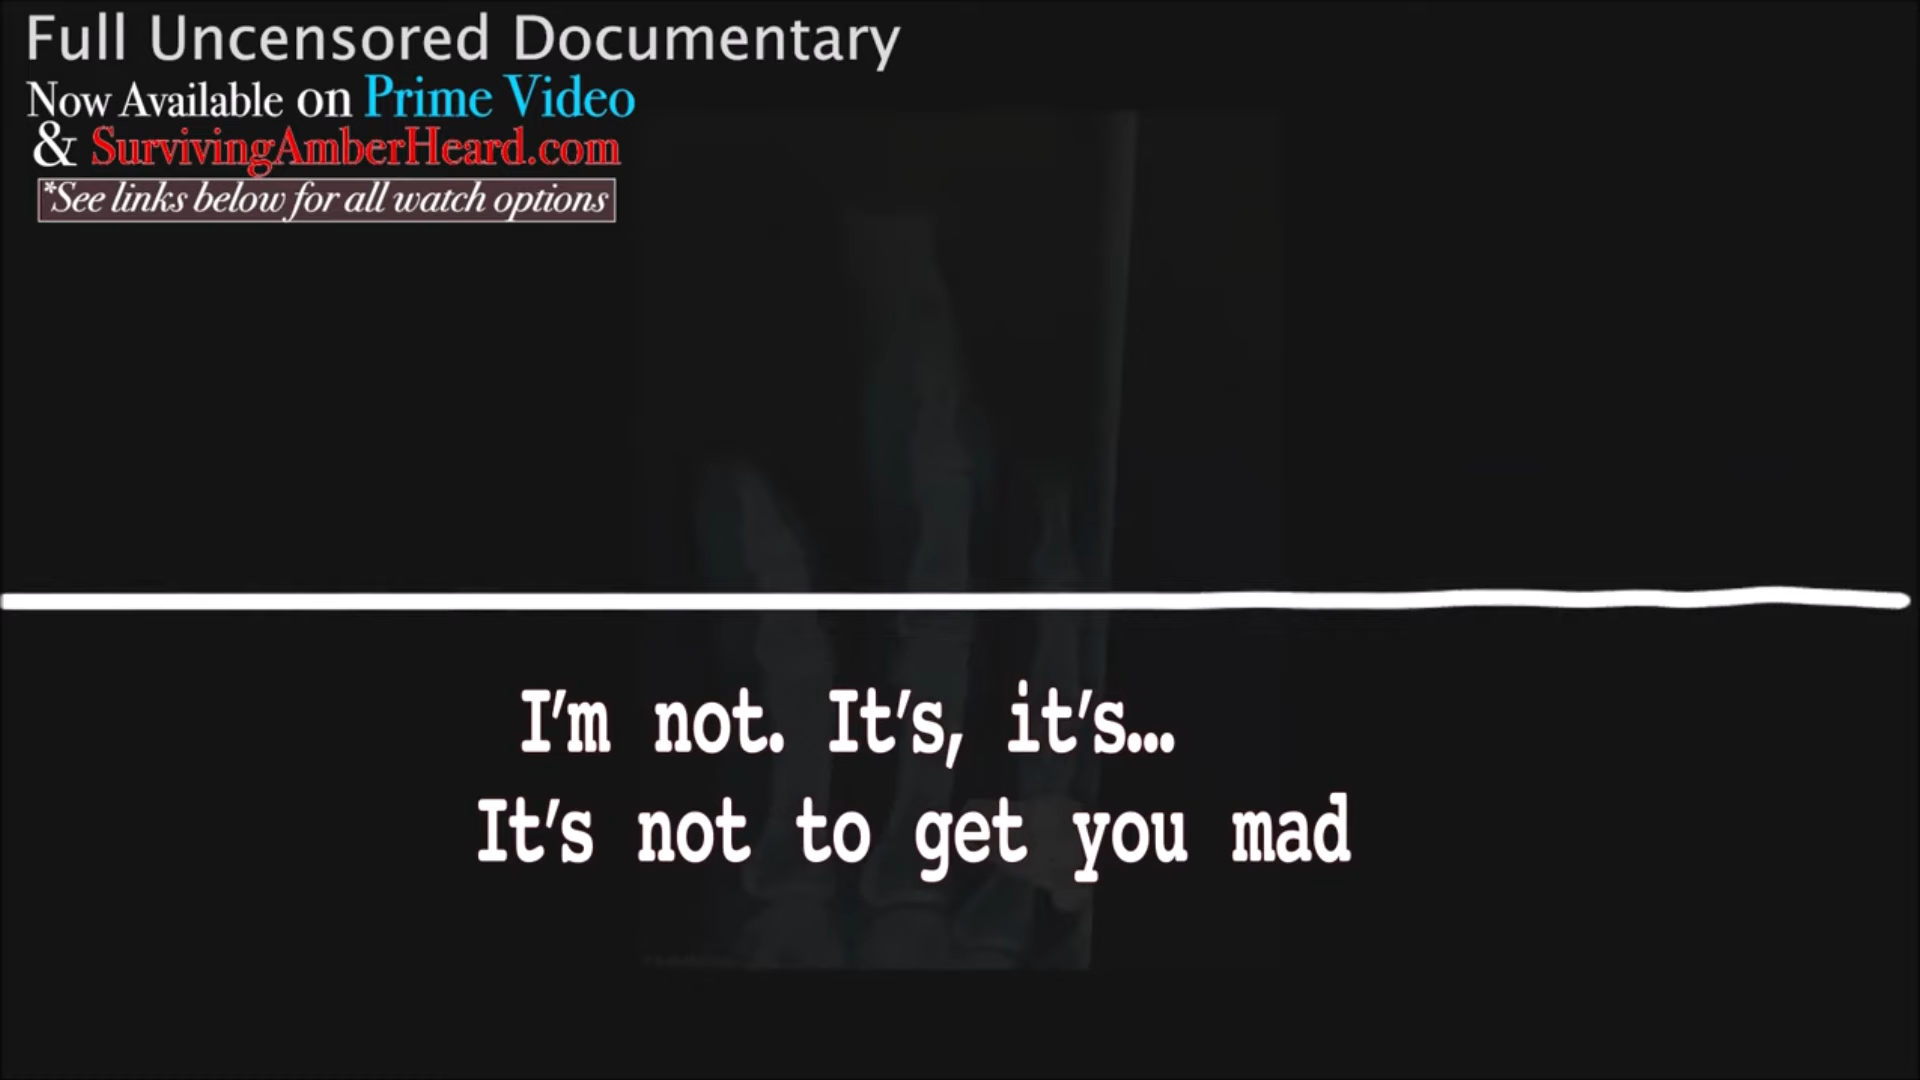 Full Uncensored Documentary
Now Available on Prime Video
& SurvivingAmberHeard.com
*See links below for all watch options
I'm not. It's, it's...
It's not to get you mad